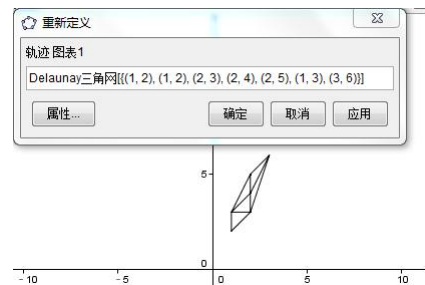 重新定义
轨迹 图表1
Delaunay三角网[{(1, 2), (1, 2), (2, 3), (2, 4), (2, 5), (1, 3), (3, 6)}]
属性... 确定 取消 应用
5
0
-10 -5 0 5 10